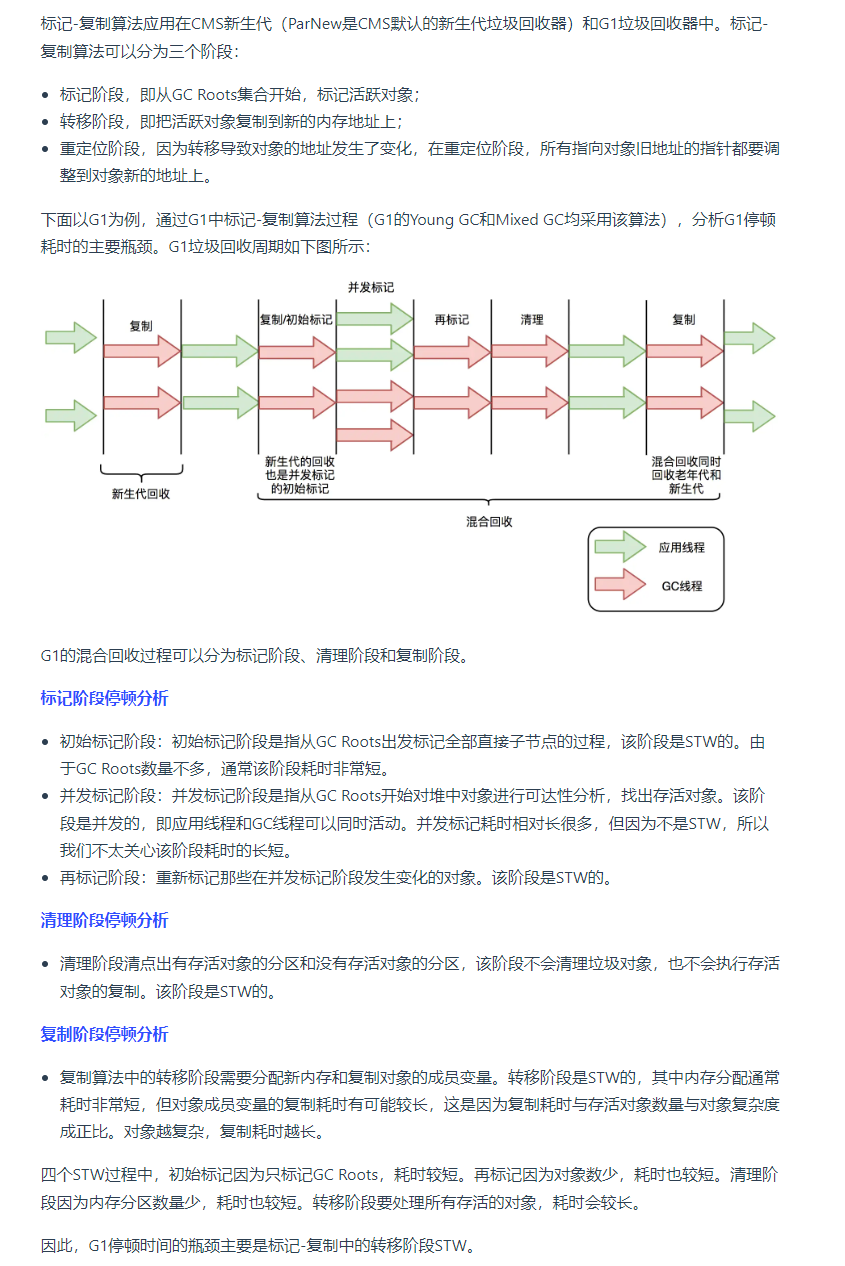 标记-复制算法应用在CMS新生代（ParNew是CMS默认的新生代垃圾回收器）和G1垃圾回收器中。标记-
复制算法可以分为三个阶段：
• 标记阶段，即从GC Roots集合开始，标记活跃对象；
• 转移阶段，即把活跃对象复制到新的内存地址上；
• 重定位阶段，因为转移导致对象的地址发生了变化，在重定位阶段，所有指向对象旧地址的指针都要调
整到对象新的地址上。
下面以G1为例，通过G1中标记-复制算法过程（G1的Young GC和Mixed GC均采用该算法），分析G1停顿
耗时的主要瓶颈。G1垃圾回收周期如下图所示：
并发标记
复制
复制/初始标记
再标记
清理
复制
新生代的回收
也是并发标记
的初始标记
混合回收同时
回收老年代和
新生代
新生代回收
混合回收
应用线程
GC线程
G1的混合回收过程可以分为标记阶段、清理阶段和复制阶段。
标记阶段停顿分析
• 初始标记阶段：初始标记阶段是指从GC Roots出发标记全部直接子节点的过程，该阶段是STW的。由
于GC Roots数量不多，通常该阶段耗时非常短。
• 并发标记阶段：并发标记阶段是指从GC Roots开始对堆中对象进行可达性分析，找出存活对象。该阶
段是并发的，即应用线程和GC线程可以同时活动。并发标记耗时相对长很多，但因为不是STW，所以
我们不太关心该阶段耗时的长短。
• 再标记阶段：重新标记那些在并发标记阶段发生变化的对象。该阶段是STW的。
清理阶段停顿分析
• 清理阶段清点出有存活对象的分区和没有存活对象的分区，该阶段不会清理垃圾对象，也不会执行存活
对象的复制。该阶段是STW的。
复制阶段停顿分析
• 复制算法中的转移阶段需要分配新内存和复制对象的成员变量。转移阶段是STW的，其中内存分配通常
耗时非常短，但对象成员变量的复制耗时有可能较长，这是因为复制耗时与存活对象数量与对象复杂度
成正比。对象越复杂，复制耗时越长。
四个STW过程中，初始标记因为只标记GC Roots，耗时较短。再标记因为对象数少，耗时也较短。清理阶
段因为内存分区数量少，耗时也较短。转移阶段要处理所有存活的对象，耗时会较长。
因此，G1停顿时间的瓶颈主要是标记-复制中的转移阶段STW。